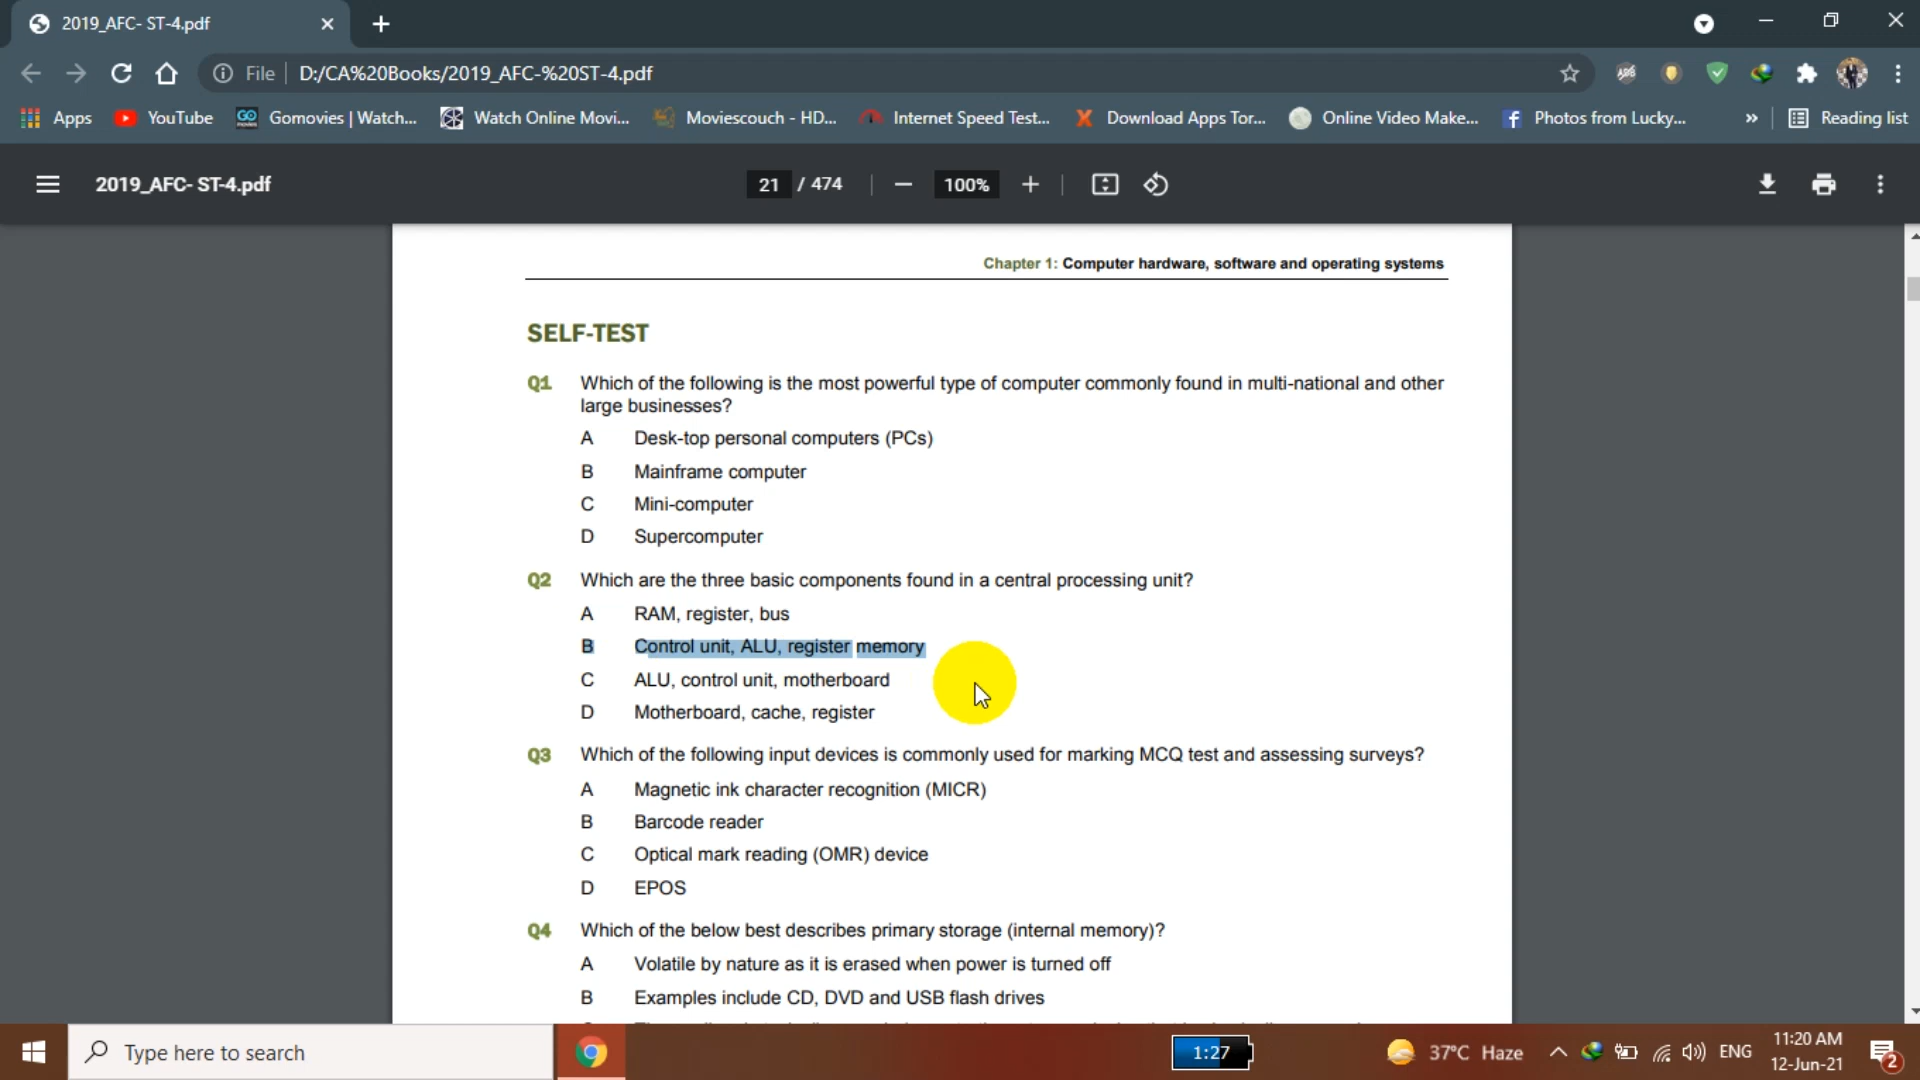 2019_AFC- ST-4.pdf
File
D:/CA%20Books/2019_AFC-%20ST-4.pdf
Apps
YouTube
Gomovies | Watch...
Watch Online Movi...
Moviescouch - HD...
Internet Speed Test...
Download Apps Tor...
Online Video Make...
Photos from Lucky...
»
Reading list
2019_AFC- ST-4.pdf
21 / 474
100%
Chapter 1: Computer hardware, software and operating systems
SELF-TEST
Q1 Which of the following is the most powerful type of computer commonly found in multi-national and other
large businesses?
A Desk-top personal computers (PCs)
B Mainframe computer
C Mini-computer
D Supercomputer
Q2 Which are the three basic components found in a central processing unit?
A RAM, register, bus
B Control unit, ALU, register memory
C ALU, control unit, motherboard
D Motherboard, cache, register
Q3 Which of the following input devices is commonly used for marking MCQ test and assessing surveys?
A Magnetic ink character recognition (MICR)
B Barcode reader
C Optical mark reading (OMR) device
D EPOS
Q4 Which of the below best describes primary storage (internal memory)?
A Volatile by nature as it is erased when power is turned off
B Examples include CD, DVD and USB flash drives
Type here to search
1:27
37°C Haze
ENG
11:20 AM
12-Jun-21
2